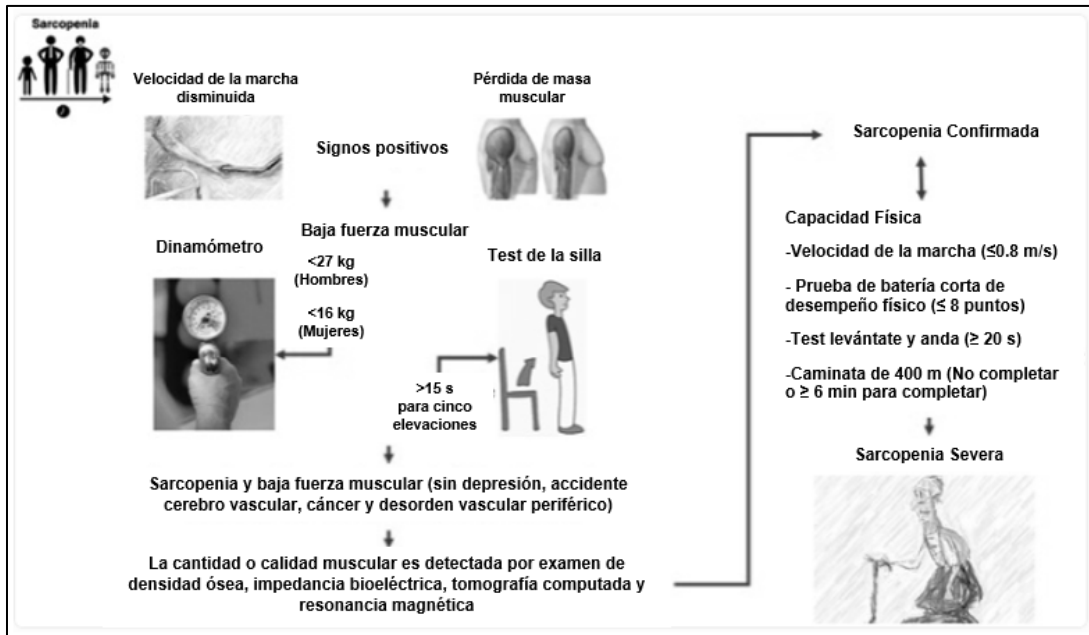 Sarcopenia
Velocidad de la marcha
disminuida
Pérdida de masa
muscular
Signos positivos
Baja fuerza muscular
Dinamómetro
<27 kg
(Hombres)
<16 kg
(Mujeres)
Test de la silla
>15 s
para cinco
elevaciones
Sarcopenia y baja fuerza muscular (sin depresión, accidente
cerebro vascular, cáncer y desorden vascular periférico)
La cantidad o calidad muscular es detectada por examen de
densidad ósea, impedancia bioeléctrica, tomografía computada y
resonancia magnética
Sarcopenia Confirmada
Capacidad Física
-Velocidad de la marcha (≤0.8 m/s)
- Prueba de batería corta de
desempeño físico (≤ 8 puntos)
-Test levántate y anda (≥ 20 s)
-Caminata de 400 m (No completar
o ≥ 6 min para completar)
Sarcopenia Severa